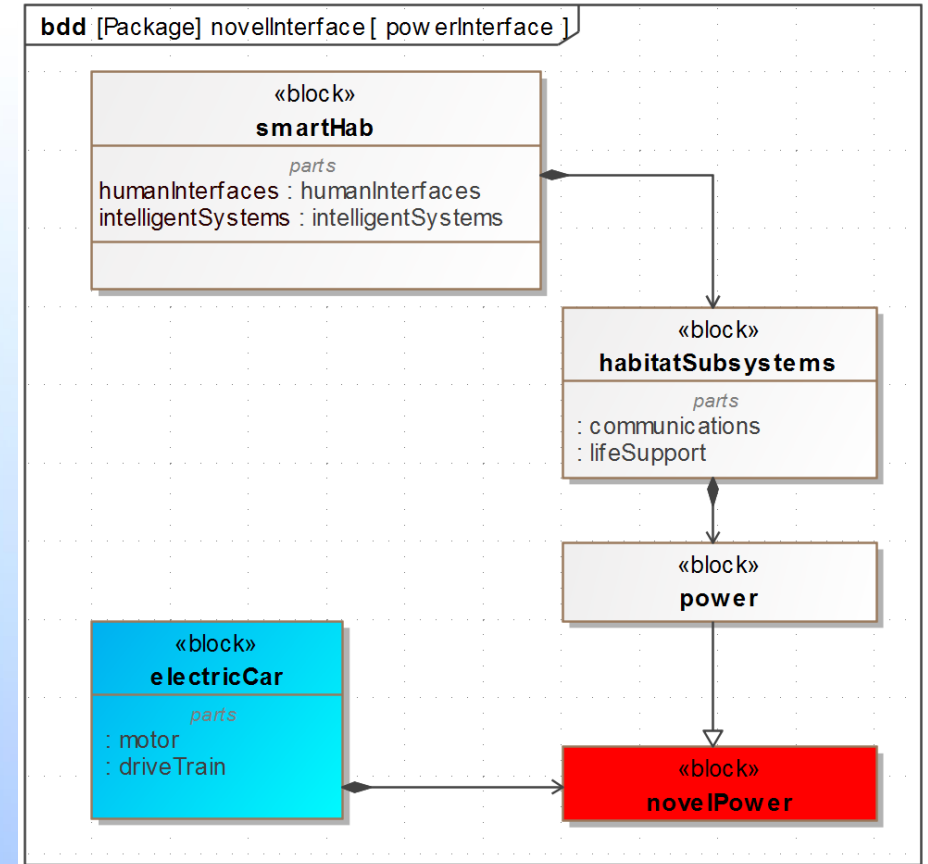 bdd [Package] novelInterface [ powerInterface ]
«block»
smartHab
parts
humanInterfaces : humanInterfaces
intelligentSystems : intelligentSystems
«block»
habitatSubsystems
parts
: communications
: lifeSupport
«block»
power
«block»
electricCar
parts
: motor
: driveTrain
«block»
novelPower